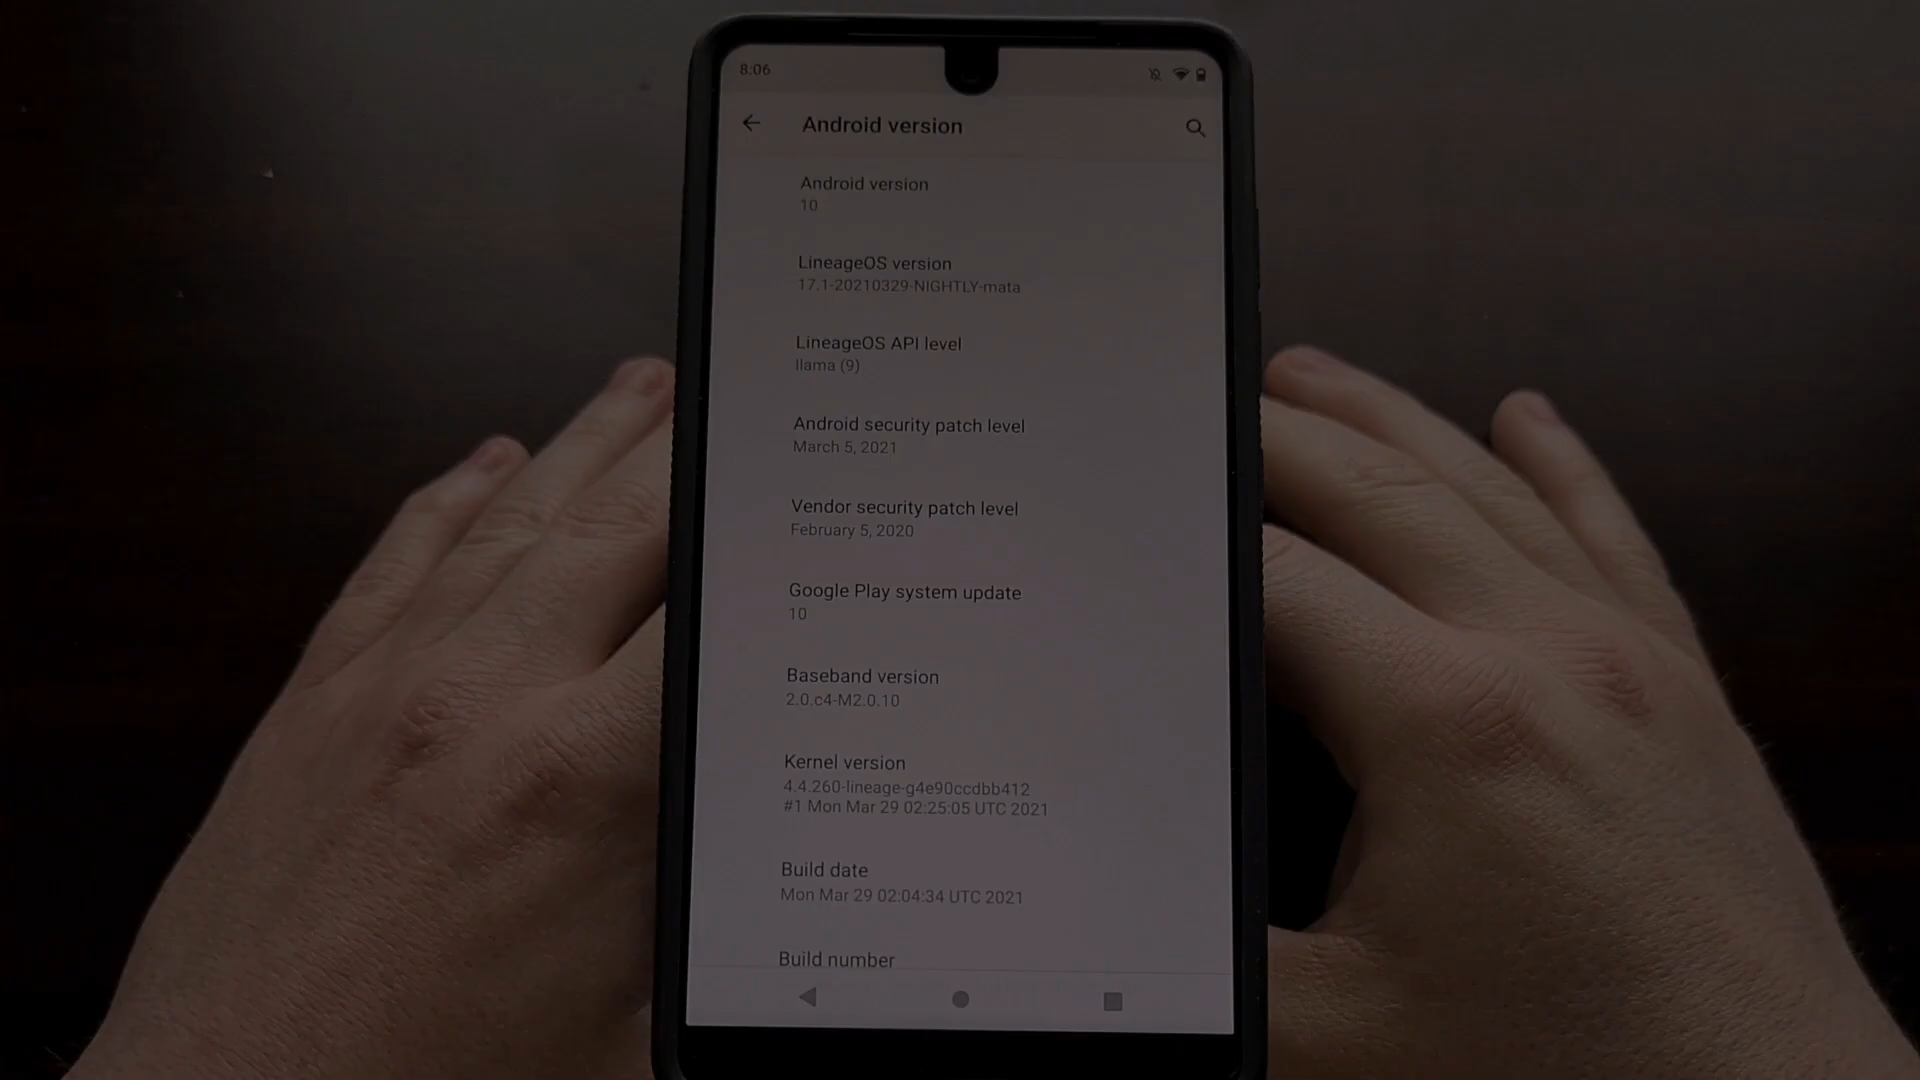 8:06
Android version
Android version
10
LineageOS version
17.1-20210329-NIGHTLY-mata
LineageOS API level
llama (9)
Android security patch level
March 5, 2021
Vendor security patch level
February 5, 2020
Google Play system update
10
Baseband version
2.0.c4-M2.0.10
Kernel version
4.4.260-lineage-g4e90ccdbb412
#1 Mon Mar 29 02:25:05 UTC 2021
Build date
Mon Mar 29 02:04:34 UTC 2021
Build number